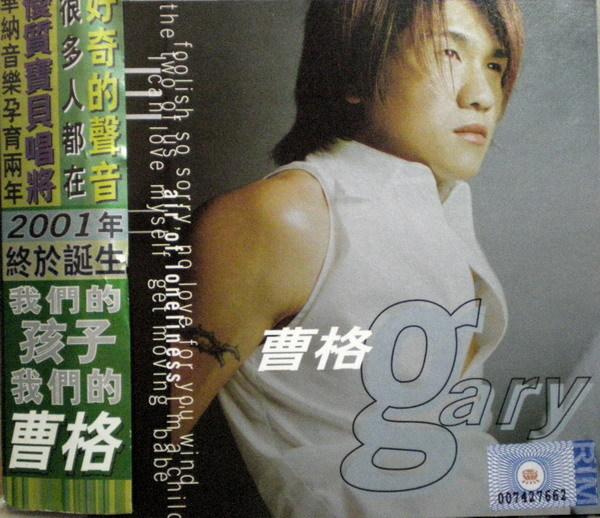 華納音樂孕育兩年
優質寶貝唱將
很多人都在
好奇的聲音
2001年
終於誕生
我們的
孩子
我們的
曹格
foolish so sorry no love for you wind
the two of us air of loneliness I'm a child
I can love myself get moving babe
曹格
gary
RIM
007427662